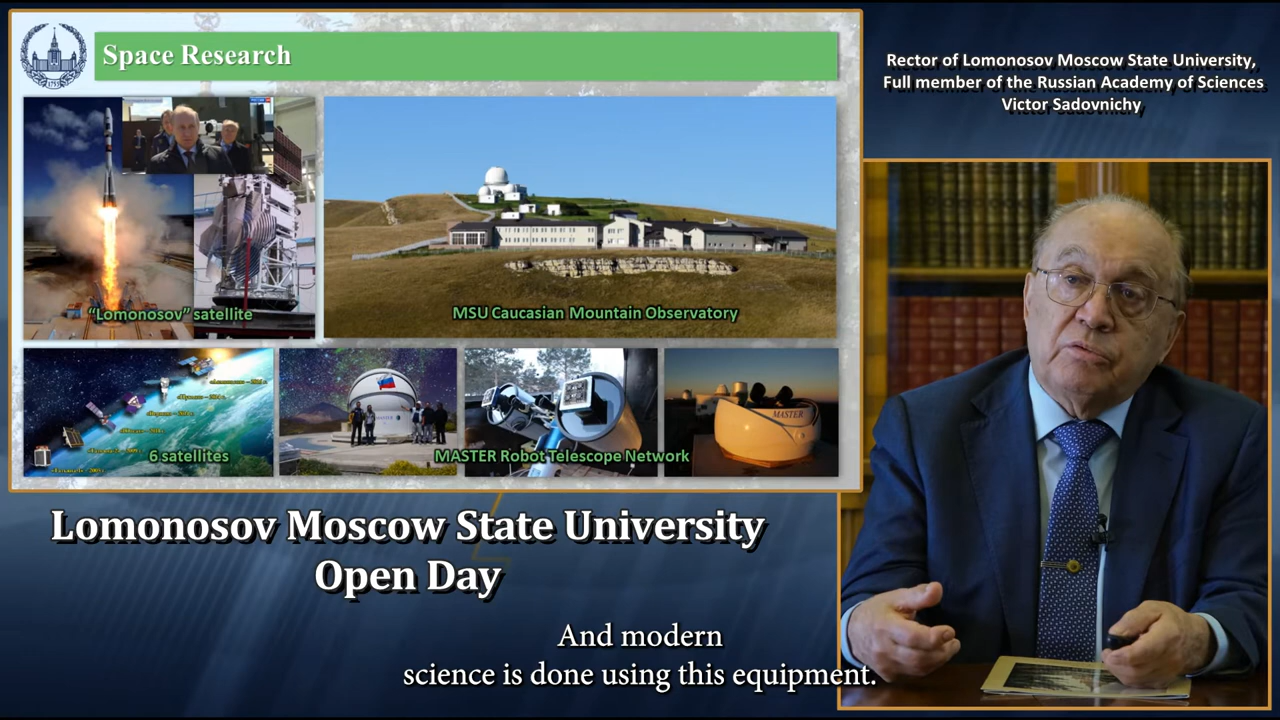 Space Research
Rector of Lomonosov Moscow State University,
Full member of the Russian Academy of Sciences
Victor Sadovnichy
"Lomonosov" satellite
MSU Caucasian Mountain Observatory
6 satellites
MASTER Robot Telescope Network
MASTER
Lomonosov Moscow State University
Open Day
And modern
science is done using this equipment.